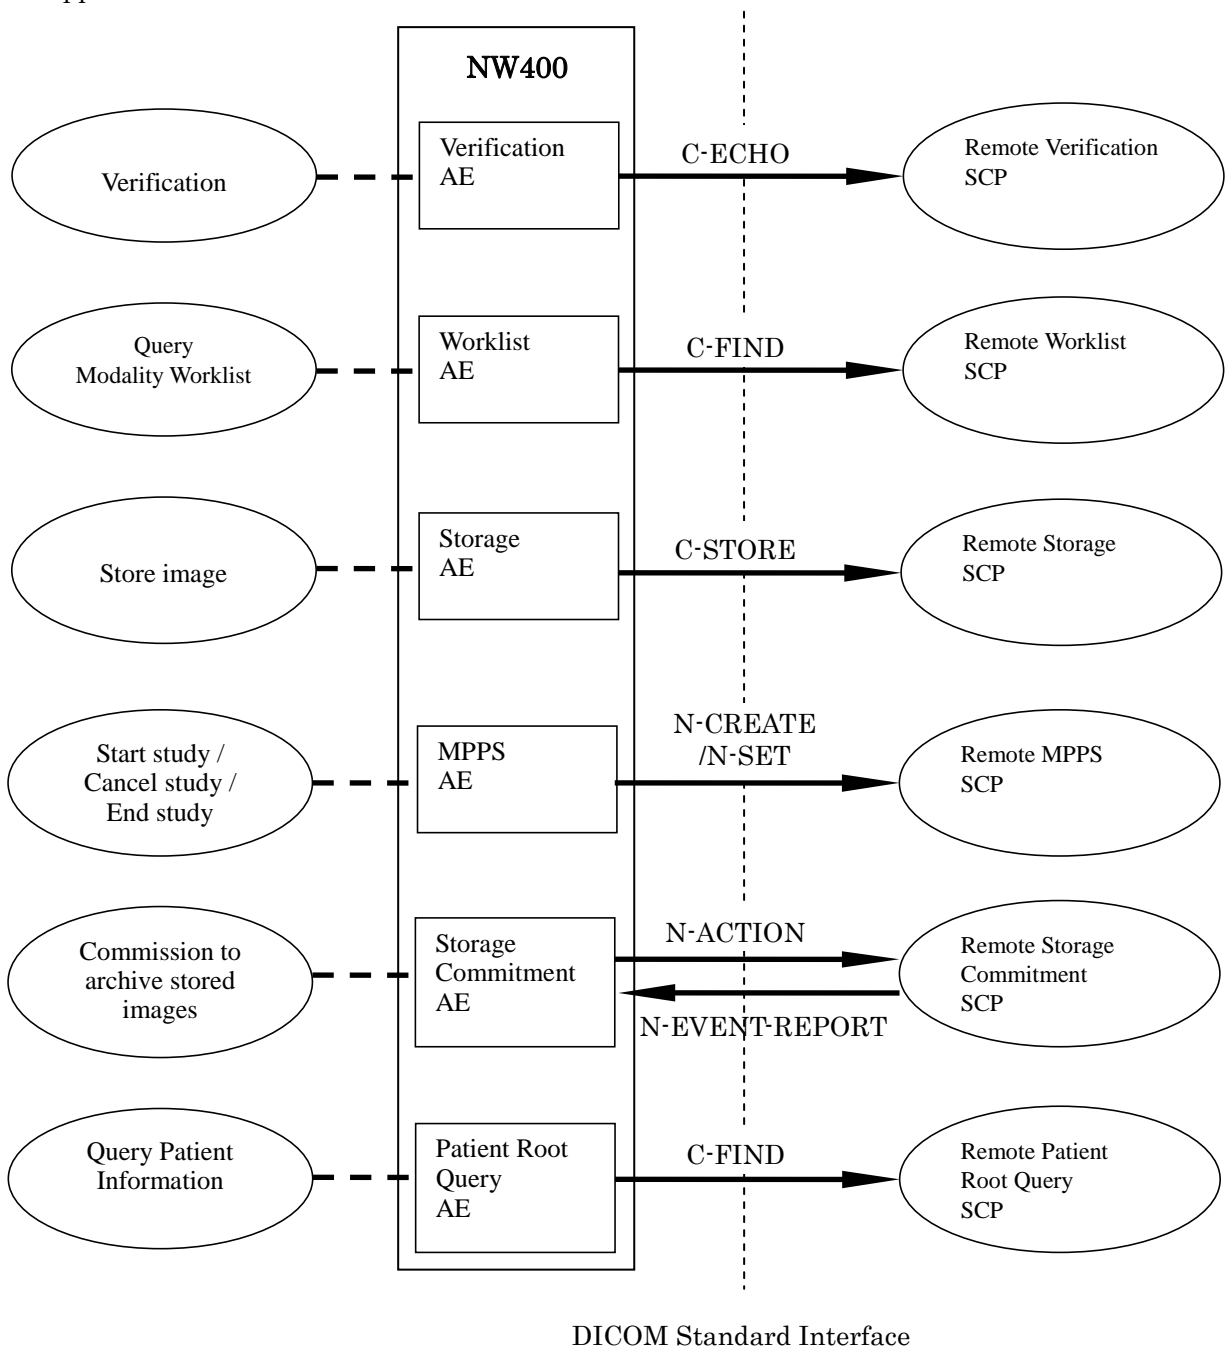 NW400
Verification
Verification
AE
C-ECHO
Remote Verification
SCP
Query
Modality Worklist
Worklist
AE
C-FIND
Remote Worklist
SCP
Store image
Storage
AE
C-STORE
Remote Storage
SCP
Start study /
Cancel study /
End study
MPPS
AE
N-CREATE
/N-SET
Remote MPPS
SCP
Commission to
archive stored
images
Storage
Commitment
AE
N-ACTION
N-EVENT-REPORT
Remote Storage
Commitment
SCP
Query Patient
Information
Patient Root
Query
AE
C-FIND
Remote Patient
Root Query
SCP
DICOM Standard Interface